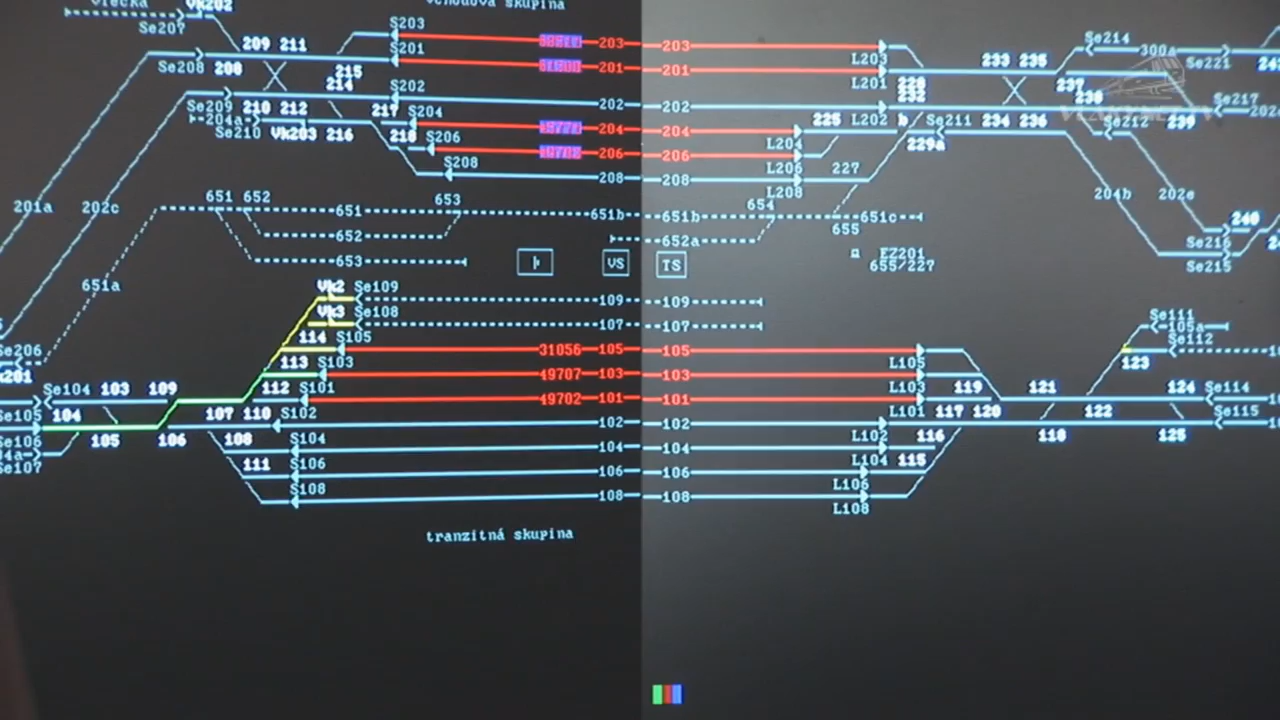 Vlečka Vk202 vchodová skupina
Se207
S203
209 211 203 203 Se214 300a
S201 L203 233 235 Se221
Se208 208 215 201 201 L201 237
214 S202 202 202 238 Se217 202
Se209 210 212 217 S204 225 L202 b Se211 234 236 Se212 239
204a Se210 Vk203 216 218 S206 204 204 L204 229a
S208 206 206 L206 227
208 208 L208 204b 202e
651 652 653 654 240
201a 202c 651 651b 651b 651c
652 652a 655 Se216
653 VS TS EZ201 Se215
651a 655/227
Vk2 Se109 109 109
Vk3 Se108 107 107 Se111
114 S105 105a
Se206 31056 105 105 Se112
113 S103 L105 123
49707 103 103
Se104 103 109 112 S101 L103 119 121 124 Se114
49702 101 101
Se105 104 107 110 S102 L101 117 120 122 Se115
102 102
Se106 105 106 108 S104 L102 116 118 125
104 104
Se107 111 S106 L104 115
106 106
S108 L106
108 108
L108
tranzitná skupina